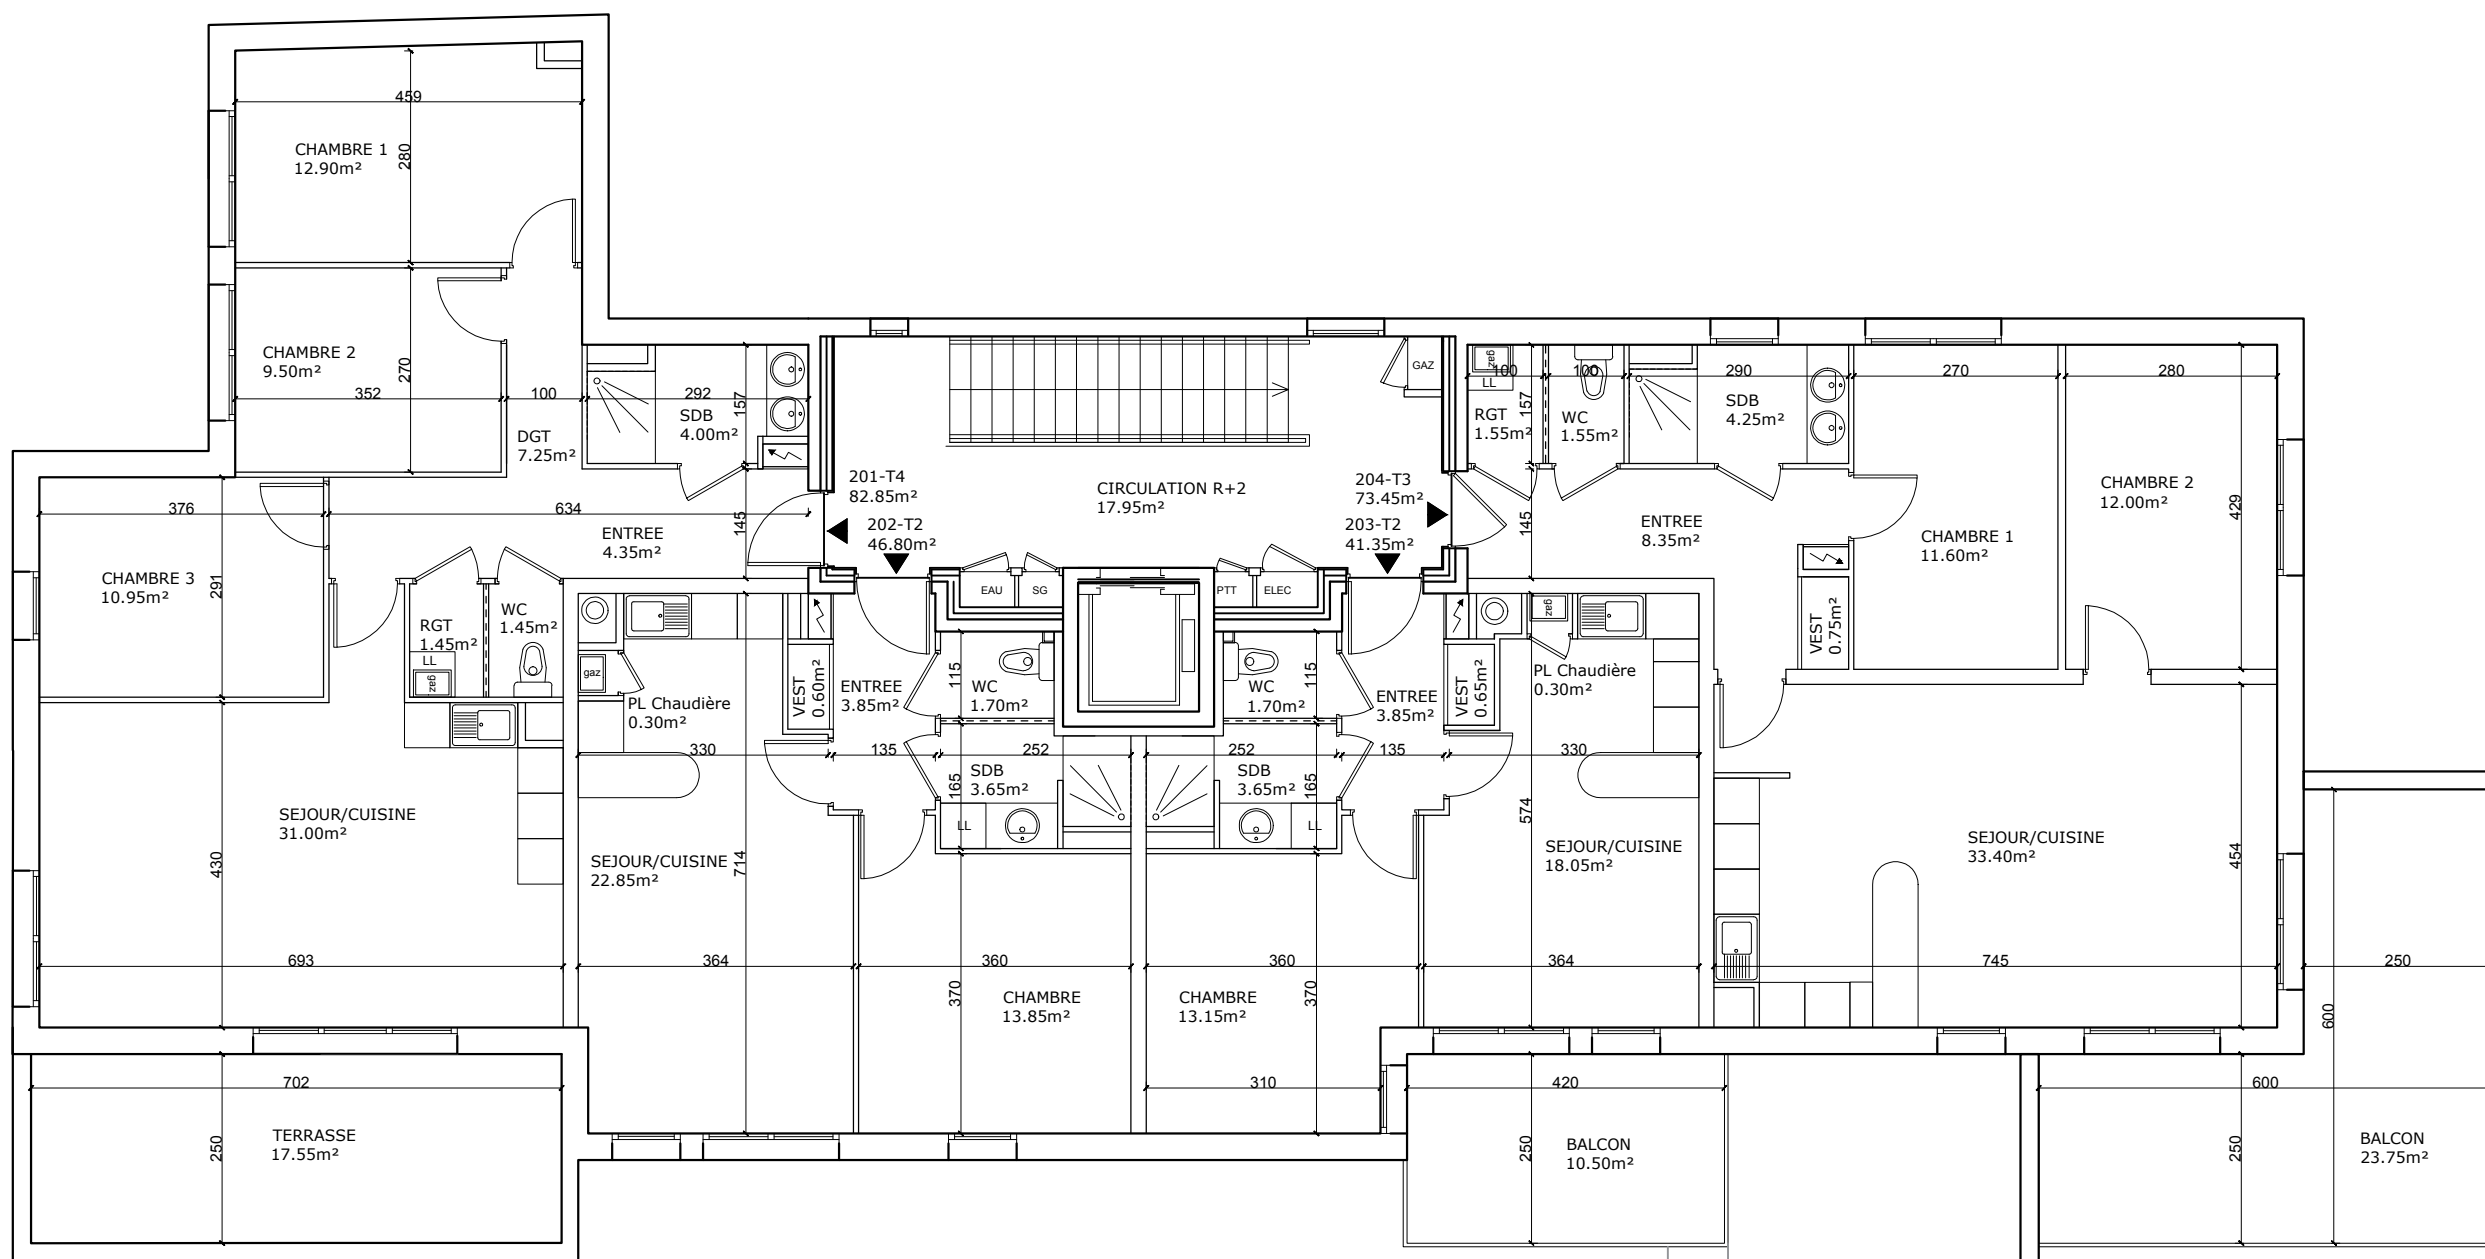 459
CHAMBRE 1
12.90m²
280
CHAMBRE 2
9.50m²
270
352
100
292
157
SDB
4.00m²
DGT
7.25m²
376
634
145
ENTREE
4.35m²
CHAMBRE 3
10.95m²
291
RGT
1.45m²
LL
gaz
WC
1.45m²
SEJOUR/CUISINE
31.00m²
430
693
702
TERRASSE
17.55m²
250
201-T4
82.85m²
202-T2
46.80m²
CIRCULATION R+2
17.95m²
204-T3
73.45m²
203-T2
41.35m²
GAZ
EAU
SG
PTT
ELEC
gaz
PL Chaudière
0.30m²
VEST
0.60m²
ENTREE
3.85m²
115
WC
1.70m²
330
135
252
165
SDB
3.65m²
LL
SEJOUR/CUISINE
22.85m²
714
364
360
370
CHAMBRE
13.85m²
115
WC
1.70m²
ENTREE
3.85m²
VEST
0.65m²
gaz
PL Chaudière
0.30m²
252
135
330
SDB
3.65m²
165
LL
574
SEJOUR/CUISINE
18.05m²
360
364
CHAMBRE
13.15m²
370
310
420
250
BALCON
10.50m²
gaz
LL
100
100
290
270
280
157
RGT
1.55m²
WC
1.55m²
SDB
4.25m²
145
ENTREE
8.35m²
VEST
0.75m²
CHAMBRE 1
11.60m²
CHAMBRE 2
12.00m²
429
SEJOUR/CUISINE
33.40m²
454
745
250
600
600
250
BALCON
23.75m²